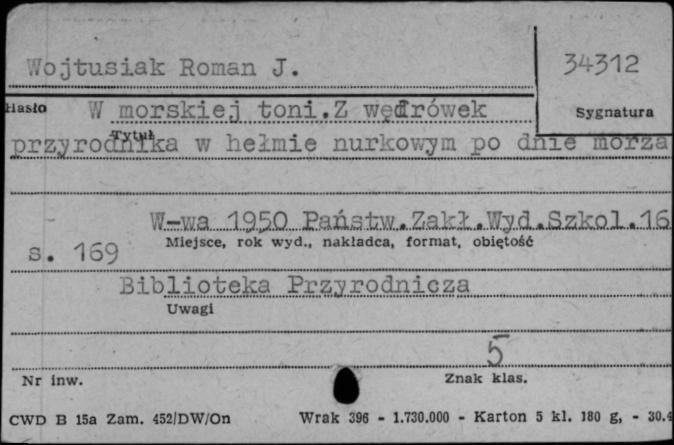 Wojtusiak Roman J.
34312
Hasło
W morskiej toni.Z wędrówek
Sygnatura
Tytuł
przyrodnika w hełmie nurkowym po dnie morza
W-wa 1950 Państw.Zakł.Wyd.Szkol.16
Miejsce, rok wyd., nakładca, format, objętość
s. 169
Biblioteka Przyrodnicza
Uwagi
5
Nr inw.
Znak klas.
CWD B 15a Zam. 452/DW/On Wrak 396 - 1.730.000 - Karton 5 kl. 180 g, - 30.4